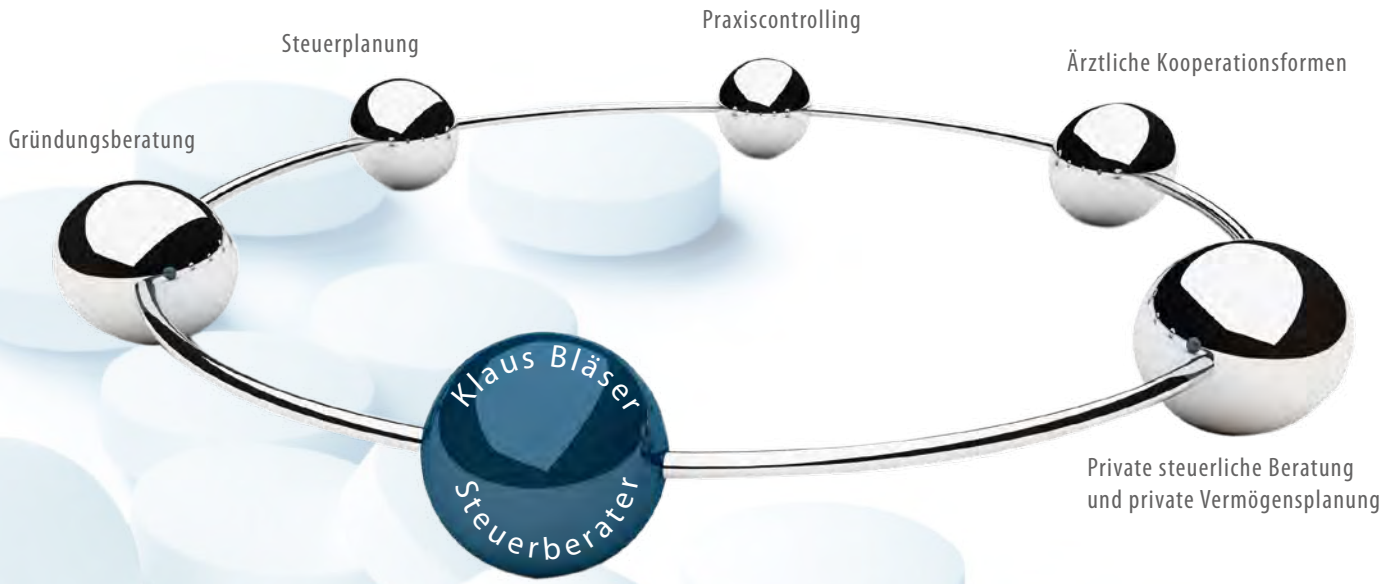 Praxiscontrolling
Steuerplanung
Ärztliche Kooperationsformen
Gründungsberatung
Klaus Bläser
Steuerberater
Private steuerliche Beratung
und private Vermögensplanung